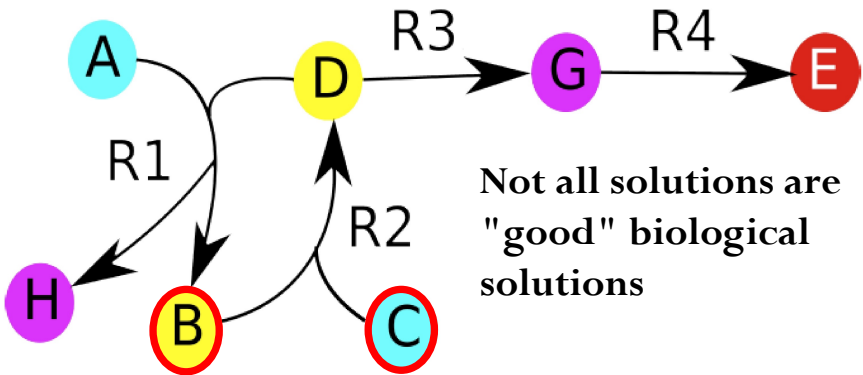 R3
R4
A
D
G
E
R1
Not all solutions are
"good" biological
solutions
R2
H
B
C